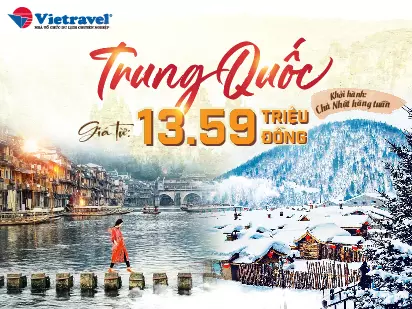 Vietravel®
NHÀ TỔ CHỨC DU LỊCH CHUYÊN NGHIỆP
Trung Quốc
Khởi hành:
Chủ Nhật hàng tuần
Giá từ: 13.59 TRIỆU ĐỒNG